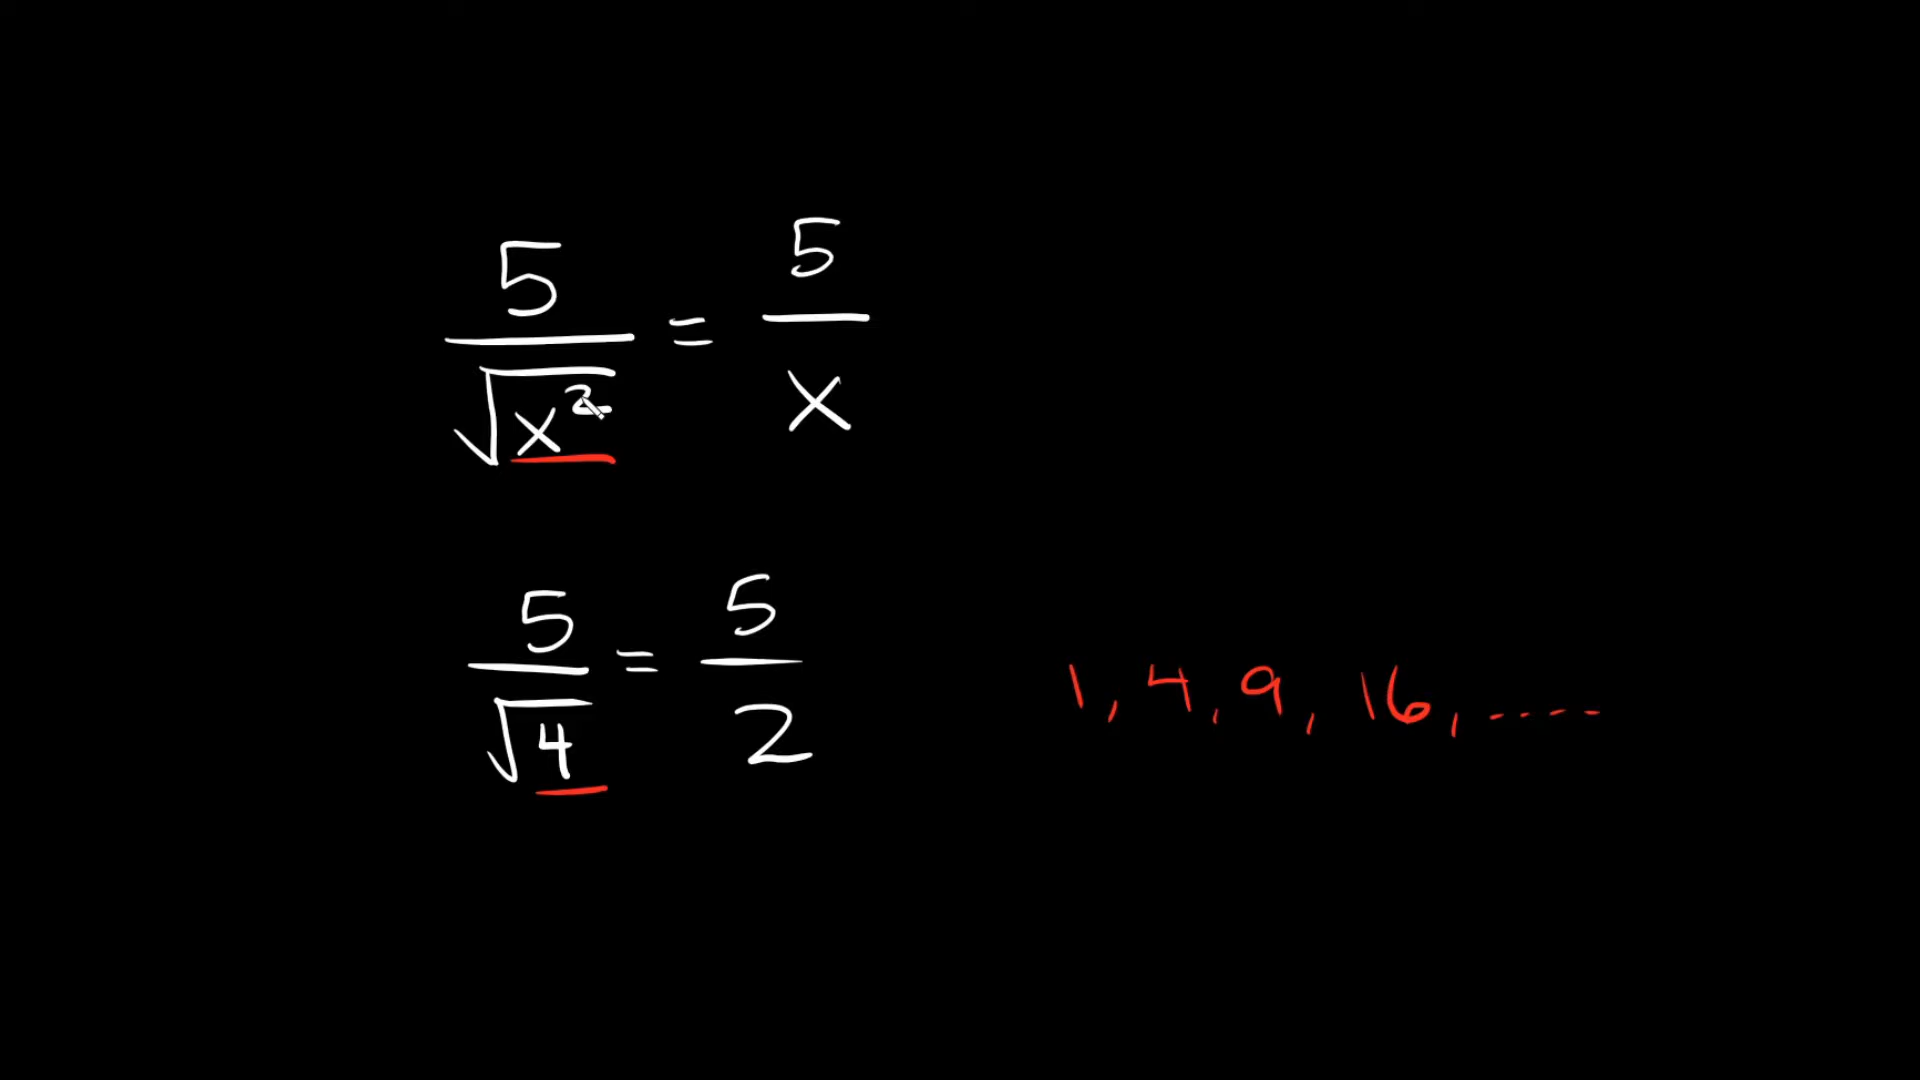 5/√x² = 5/x
5/√4 = 5/2
1, 4, 9, 16, ....